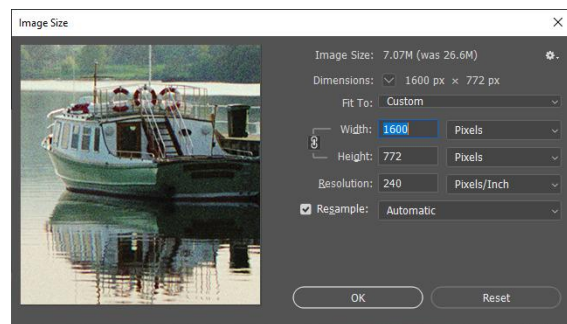 Image Size
Image Size: 7.07M (was 26.6M)
Dimensions: 1600 px × 772 px
Fit To: Custom
Width: 1600 Pixels
Height: 772 Pixels
Resolution: 240 Pixels/Inch
Resample: Automatic
OK Reset